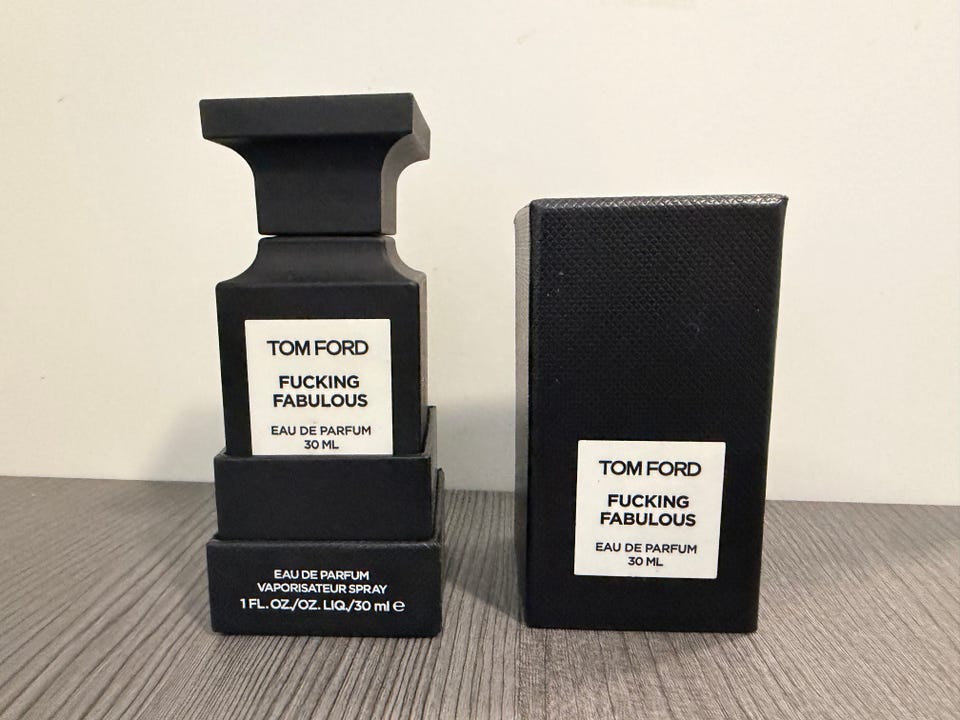 TOM FORD
FUCKING
FABULOUS
EAU DE PARFUM
30 ML
EAU DE PARFUM
VAPORISATEUR SPRAY
1 FL. OZ./OZ. LIQ./30 ml ℮
TOM FORD
FUCKING
FABULOUS
EAU DE PARFUM
30 ML